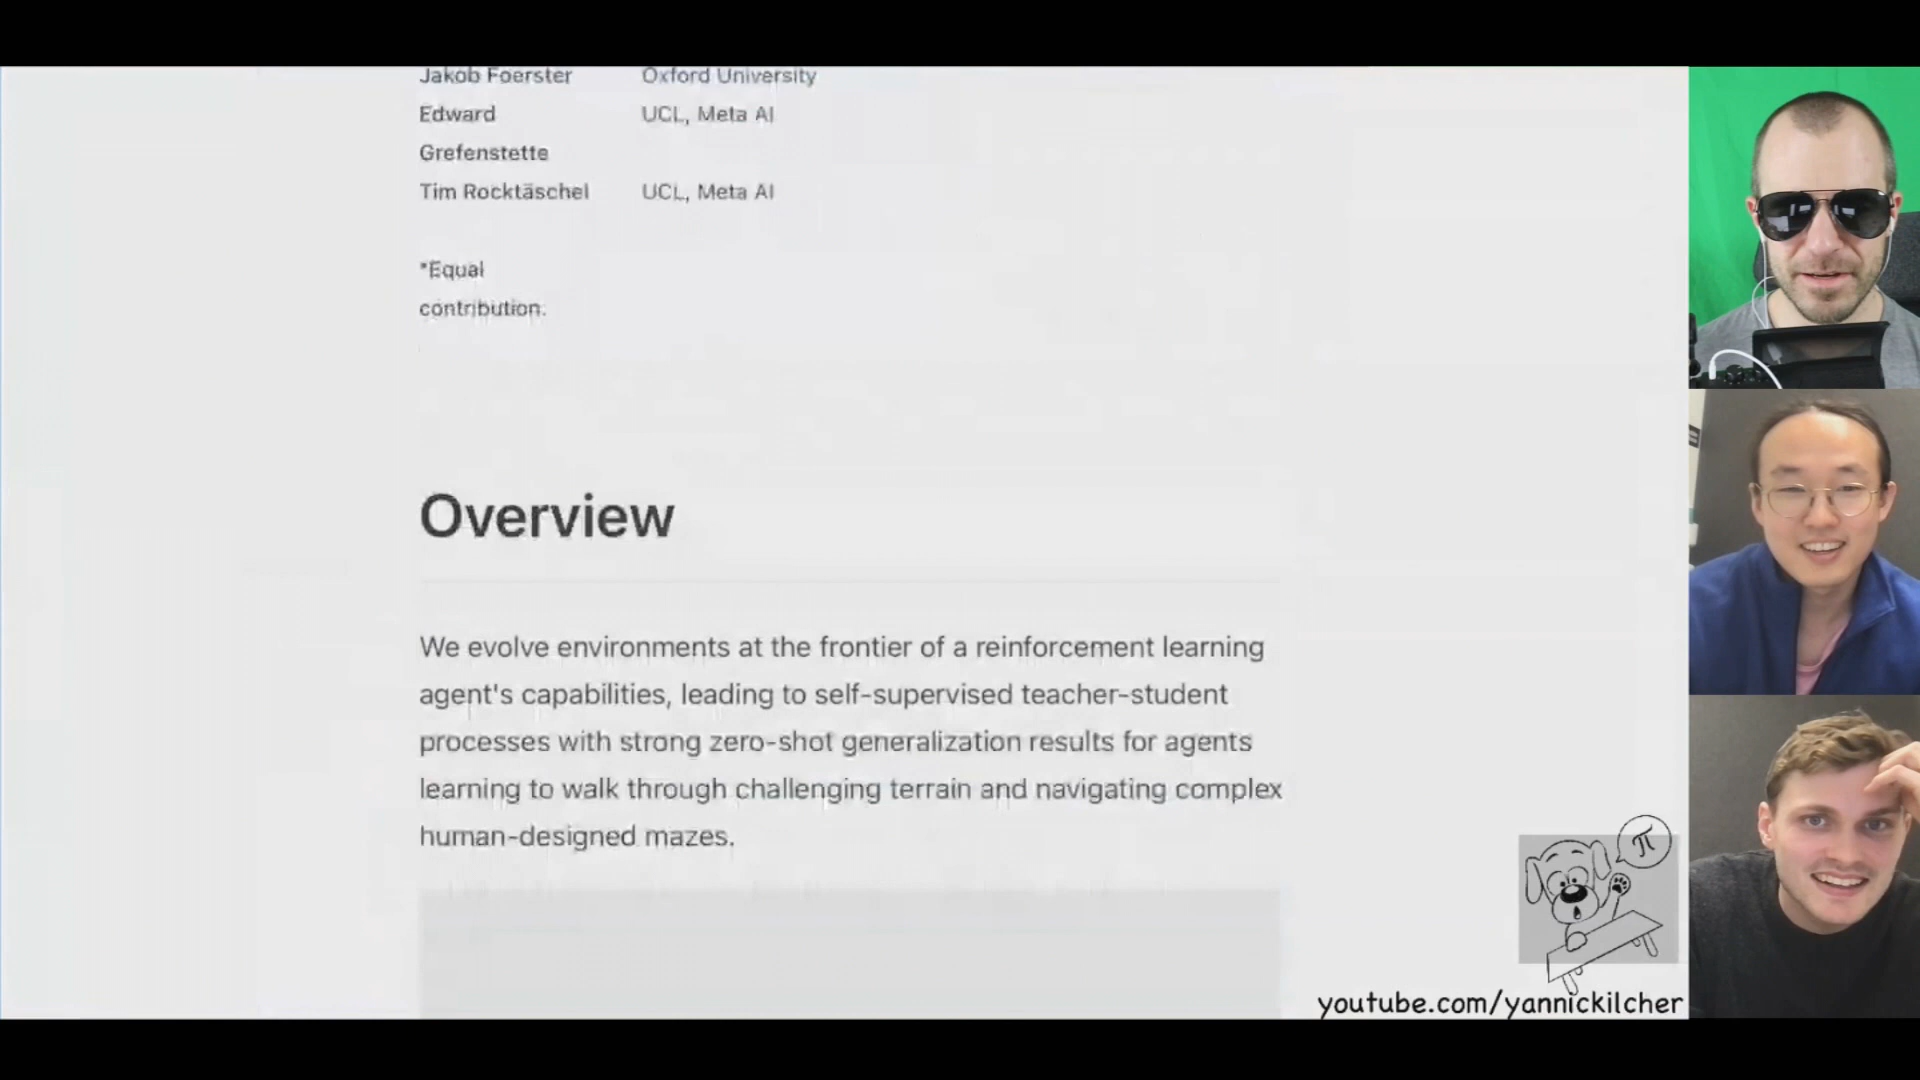 Jakob Foerster Oxford University
Edward UCL, Meta AI
Grefenstette
Tim Rocktäschel UCL, Meta AI
*Equal
contribution.
Overview
We evolve environments at the frontier of a reinforcement learning
agent's capabilities, leading to self-supervised teacher-student
processes with strong zero-shot generalization results for agents
learning to walk through challenging terrain and navigating complex
human-designed mazes.
π
youtube.com/yannickilcher